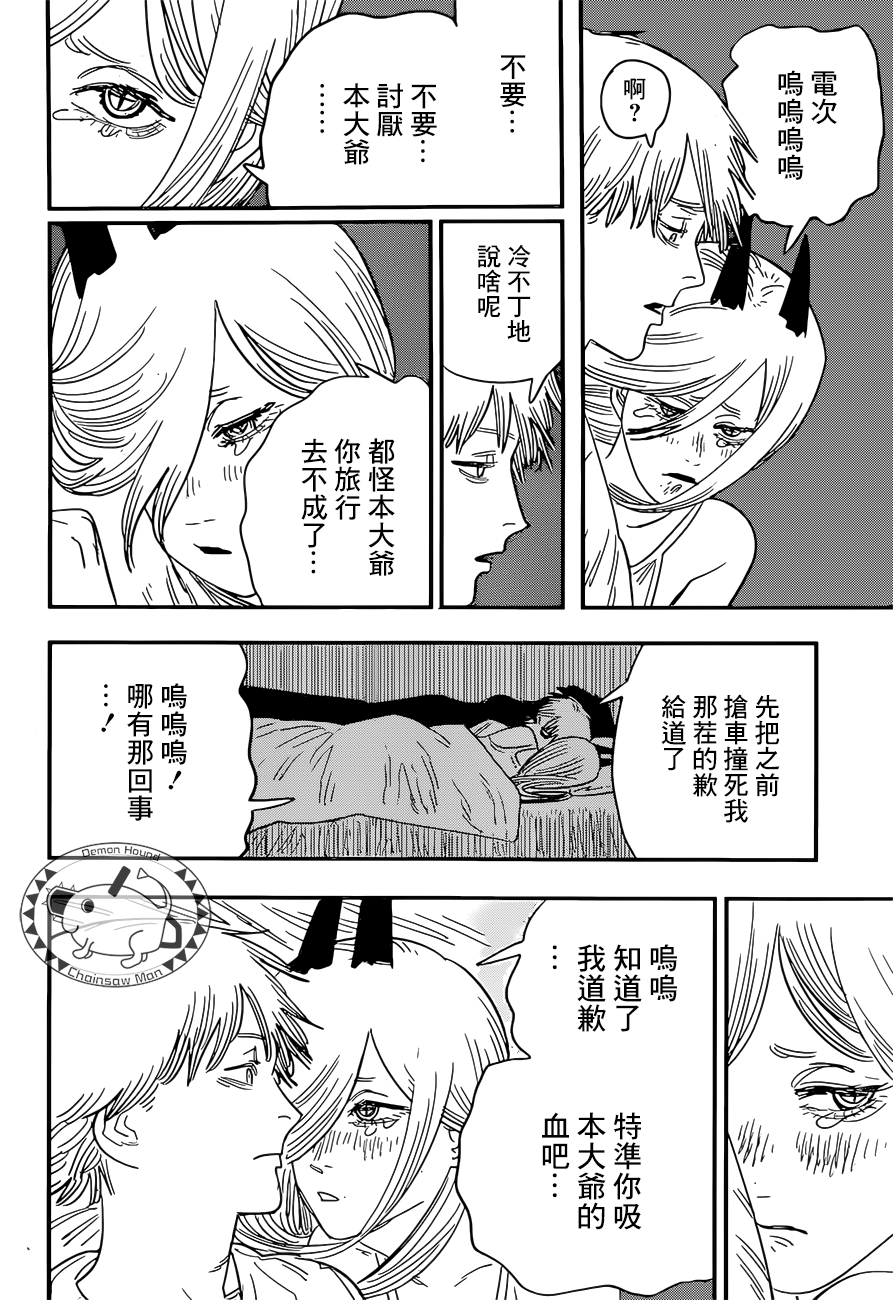 電次
嗚嗚嗚嗚嗚
啊?
不要…
不要…
討厭
本大爺
……
冷不丁地
說啥呢
都怪本大爺
你旅行
去不成了…
先把之前
搶車撞死我
那茬的歉
給道了
嗚嗚嗚!
哪有那回事
…!
嗚嗚
知道了
我道歉
…
特準你吸
本大爺的
血吧…
Demon Hound
Chainsaw Man